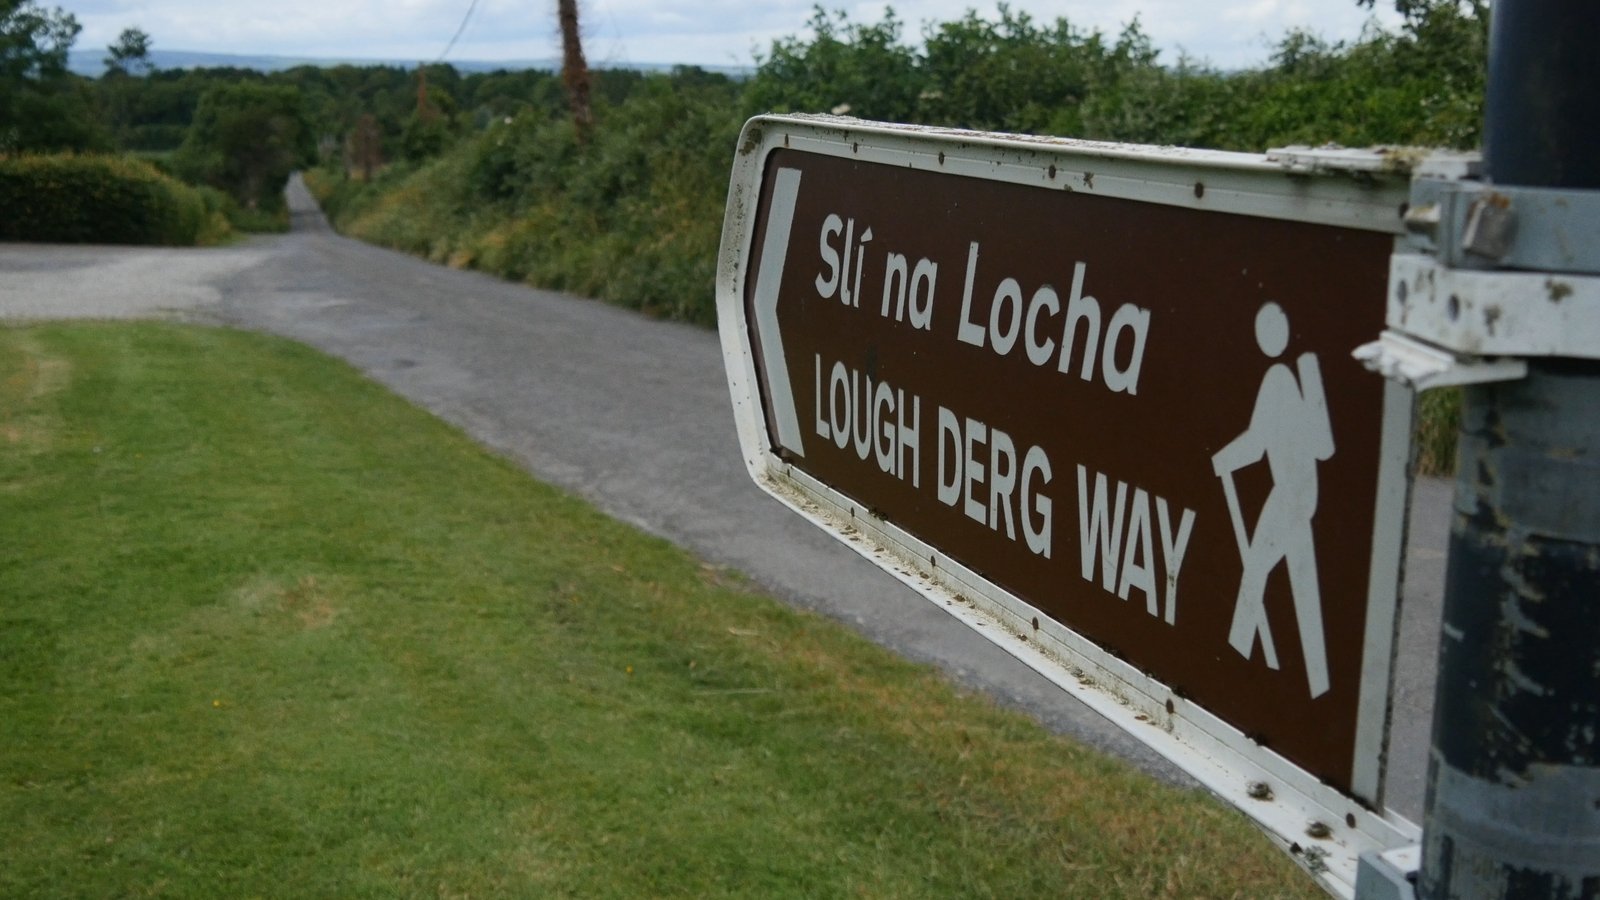 Slí na Locha
LOUGH DERG WAY